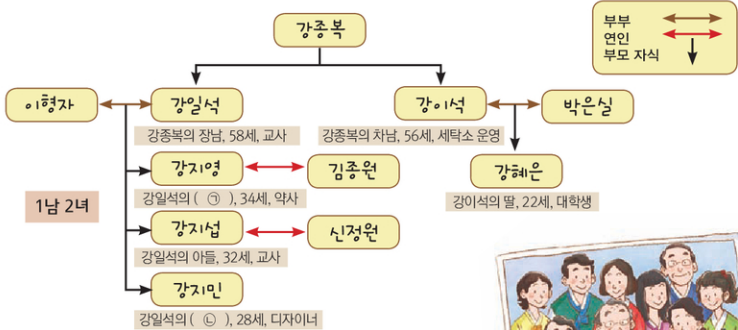 강종복
부부
연인
부모 자식
이형자
강일석
강이석
박은실
강종복의 장남, 58세, 교사
강종복의 차남, 56세, 세탁소 운영
강지영
김종원
강혜은
강일석의 ( ㉠ ), 34세, 약사
강이석의 딸, 22세, 대학생
1남 2녀
강지섭
신정원
강일석의 아들, 32세, 교사
강지민
강일석의 ( ㉡ ), 28세, 디자이너